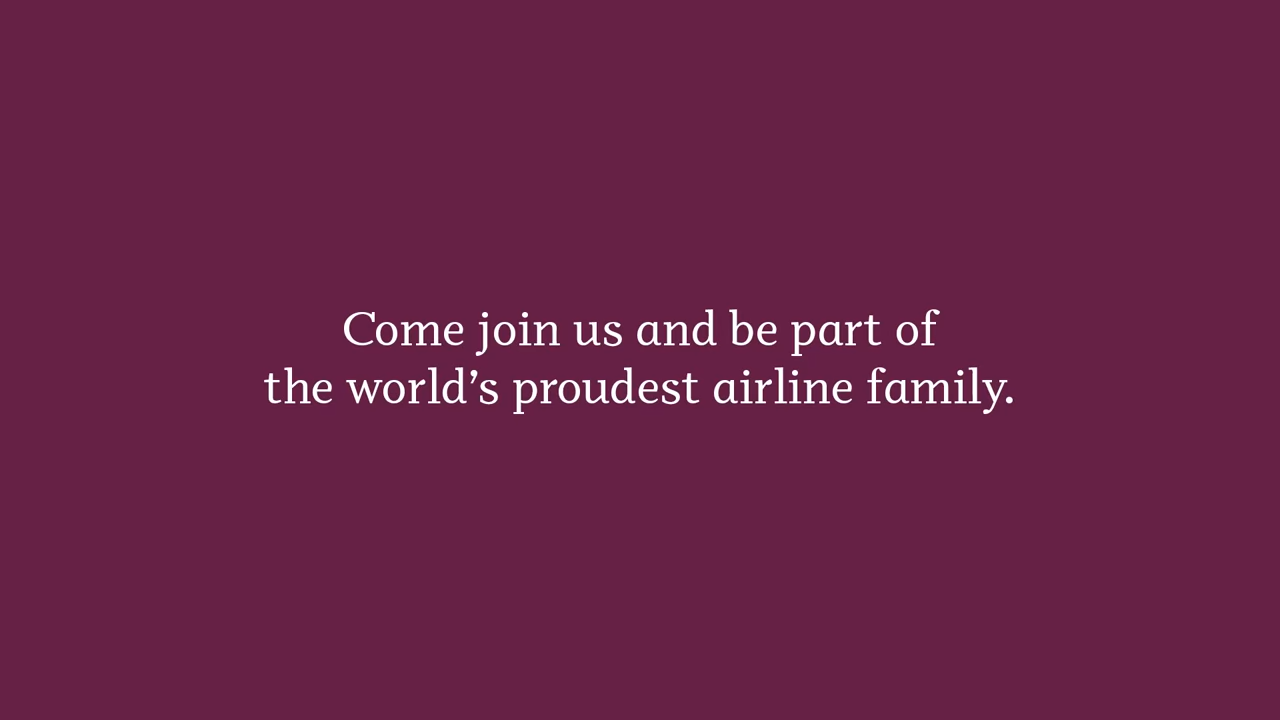 Come join us and be part of
the world’s proudest airline family.